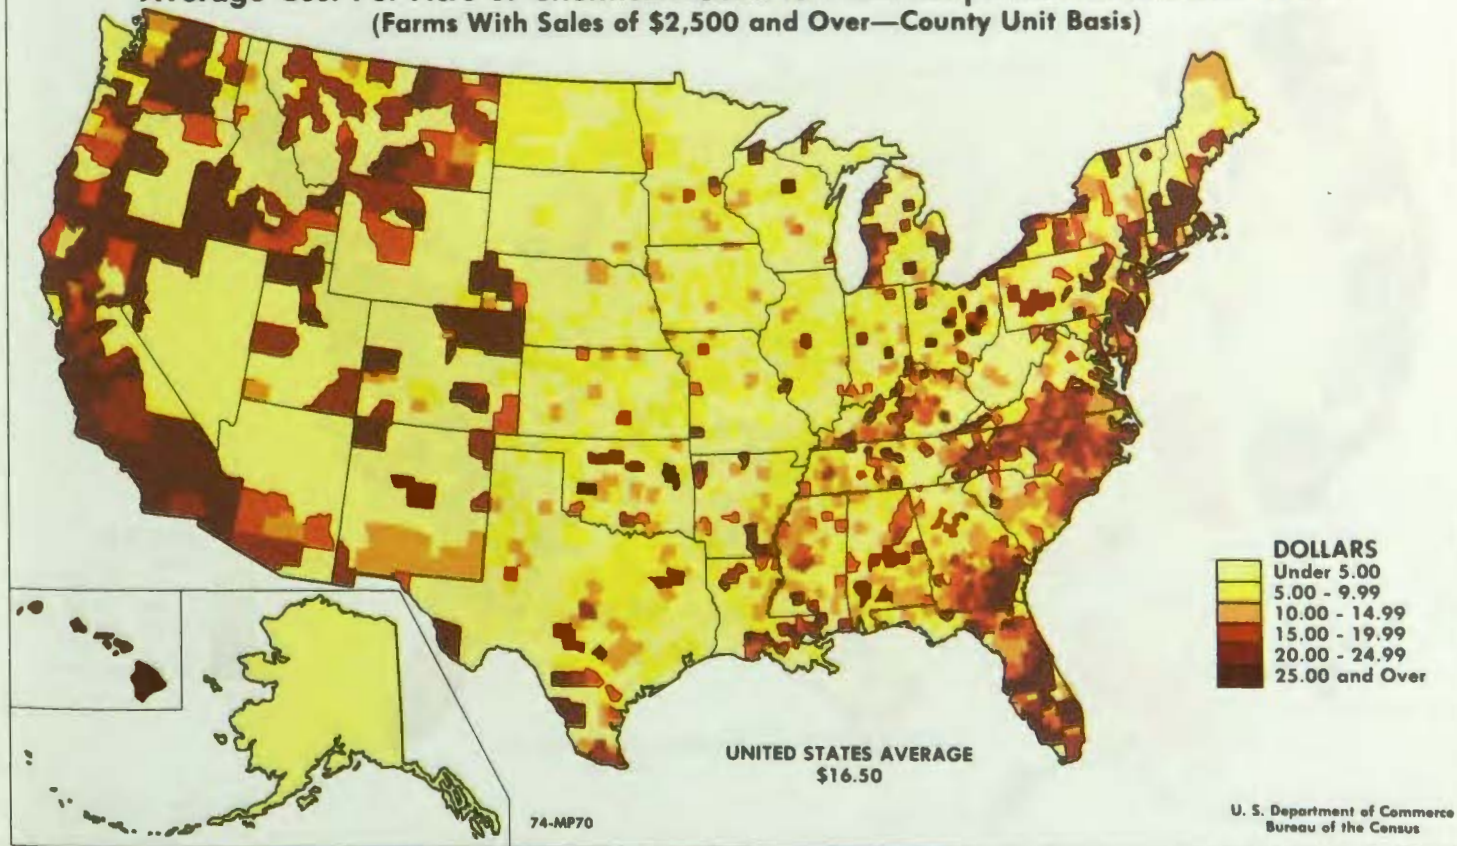 (Farms With Sales of $2,500 and Over—County Unit Basis)
DOLLARS
Under 5.00
5.00 - 9.99
10.00 - 14.99
15.00 - 19.99
20.00 - 24.99
25.00 and Over
UNITED STATES AVERAGE
$16.50
74-MP70
U. S. Department of Commerce
Bureau of the Census